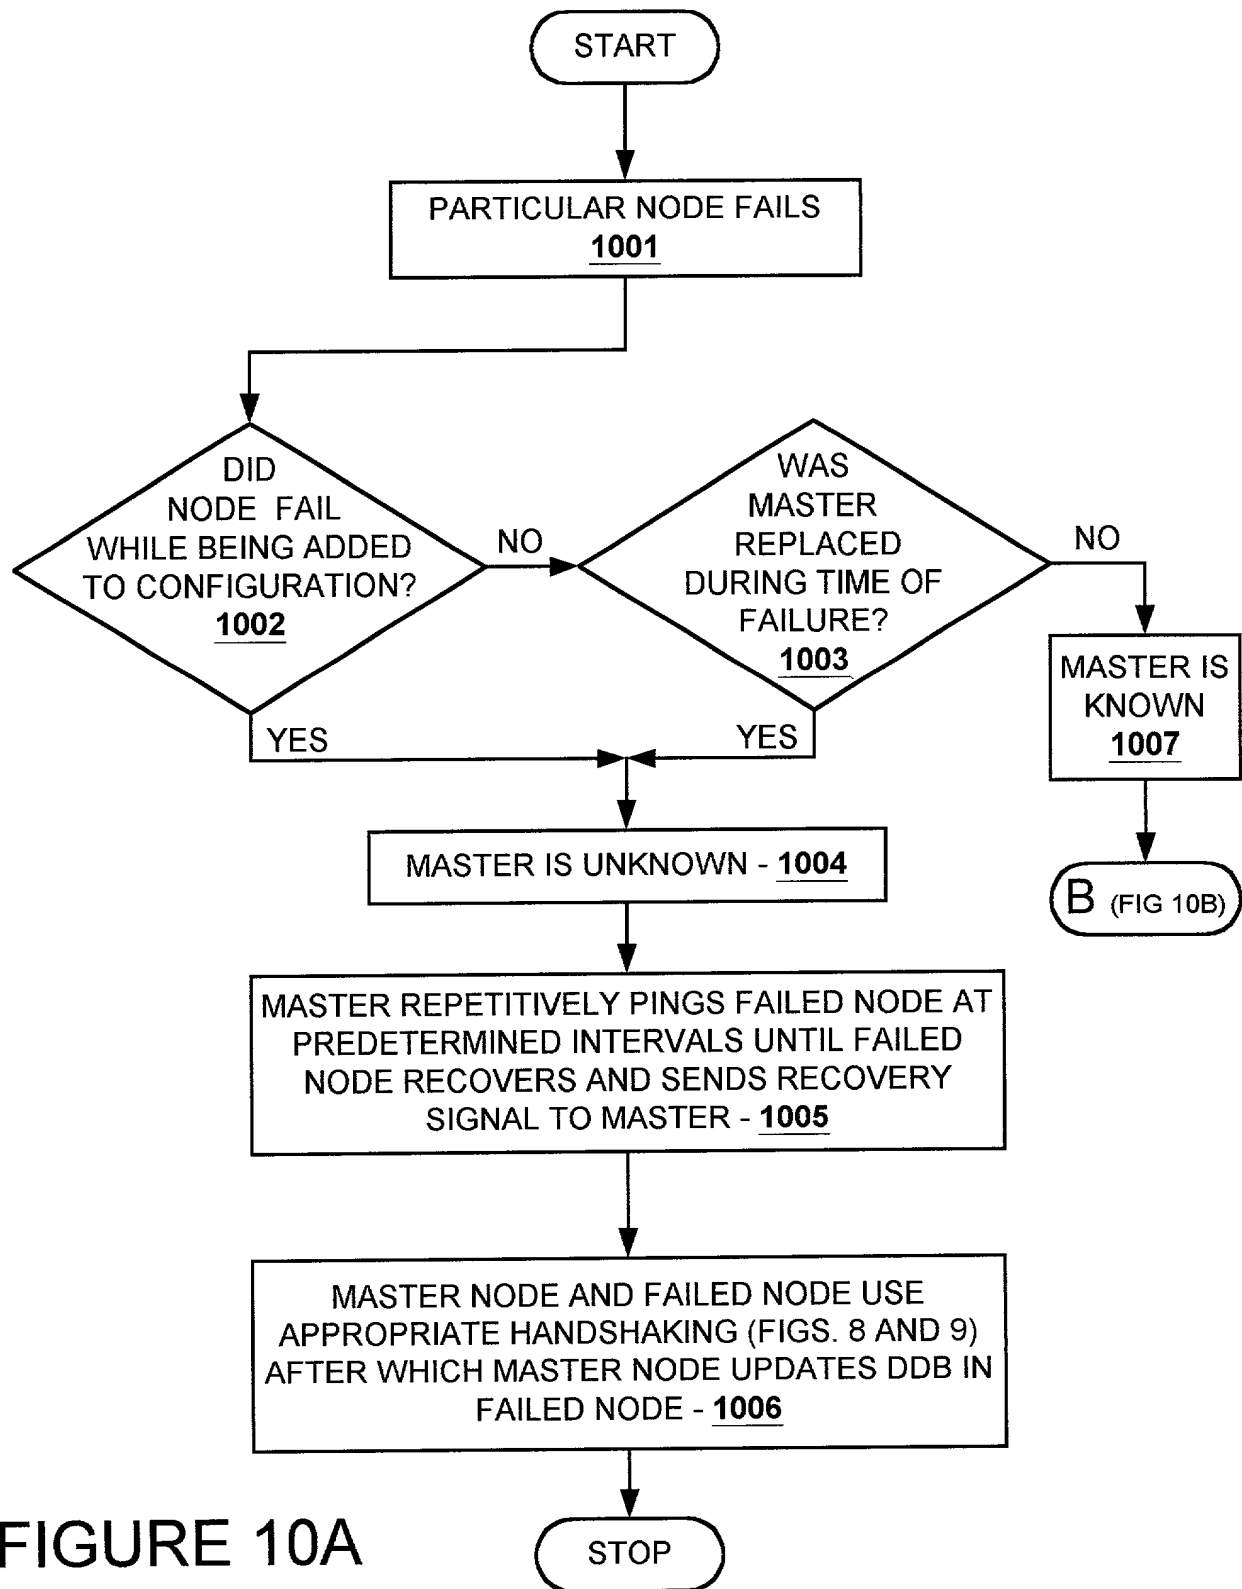 START
PARTICULAR NODE FAILS
1001
DID
NODE FAIL
WHILE BEING ADDED
TO CONFIGURATION?
1002
NO
WAS
MASTER
REPLACED
DURING TIME OF
FAILURE?
1003
NO
MASTER IS
KNOWN
1007
B (FIG 10B)
YES
YES
MASTER IS UNKNOWN - 1004
MASTER REPETITIVELY PINGS FAILED NODE AT
PREDETERMINED INTERVALS UNTIL FAILED
NODE RECOVERS AND SENDS RECOVERY
SIGNAL TO MASTER - 1005
MASTER NODE AND FAILED NODE USE
APPROPRIATE HANDSHAKING (FIGS. 8 AND 9)
AFTER WHICH MASTER NODE UPDATES DDB IN
FAILED NODE - 1006
STOP
FIGURE 10A